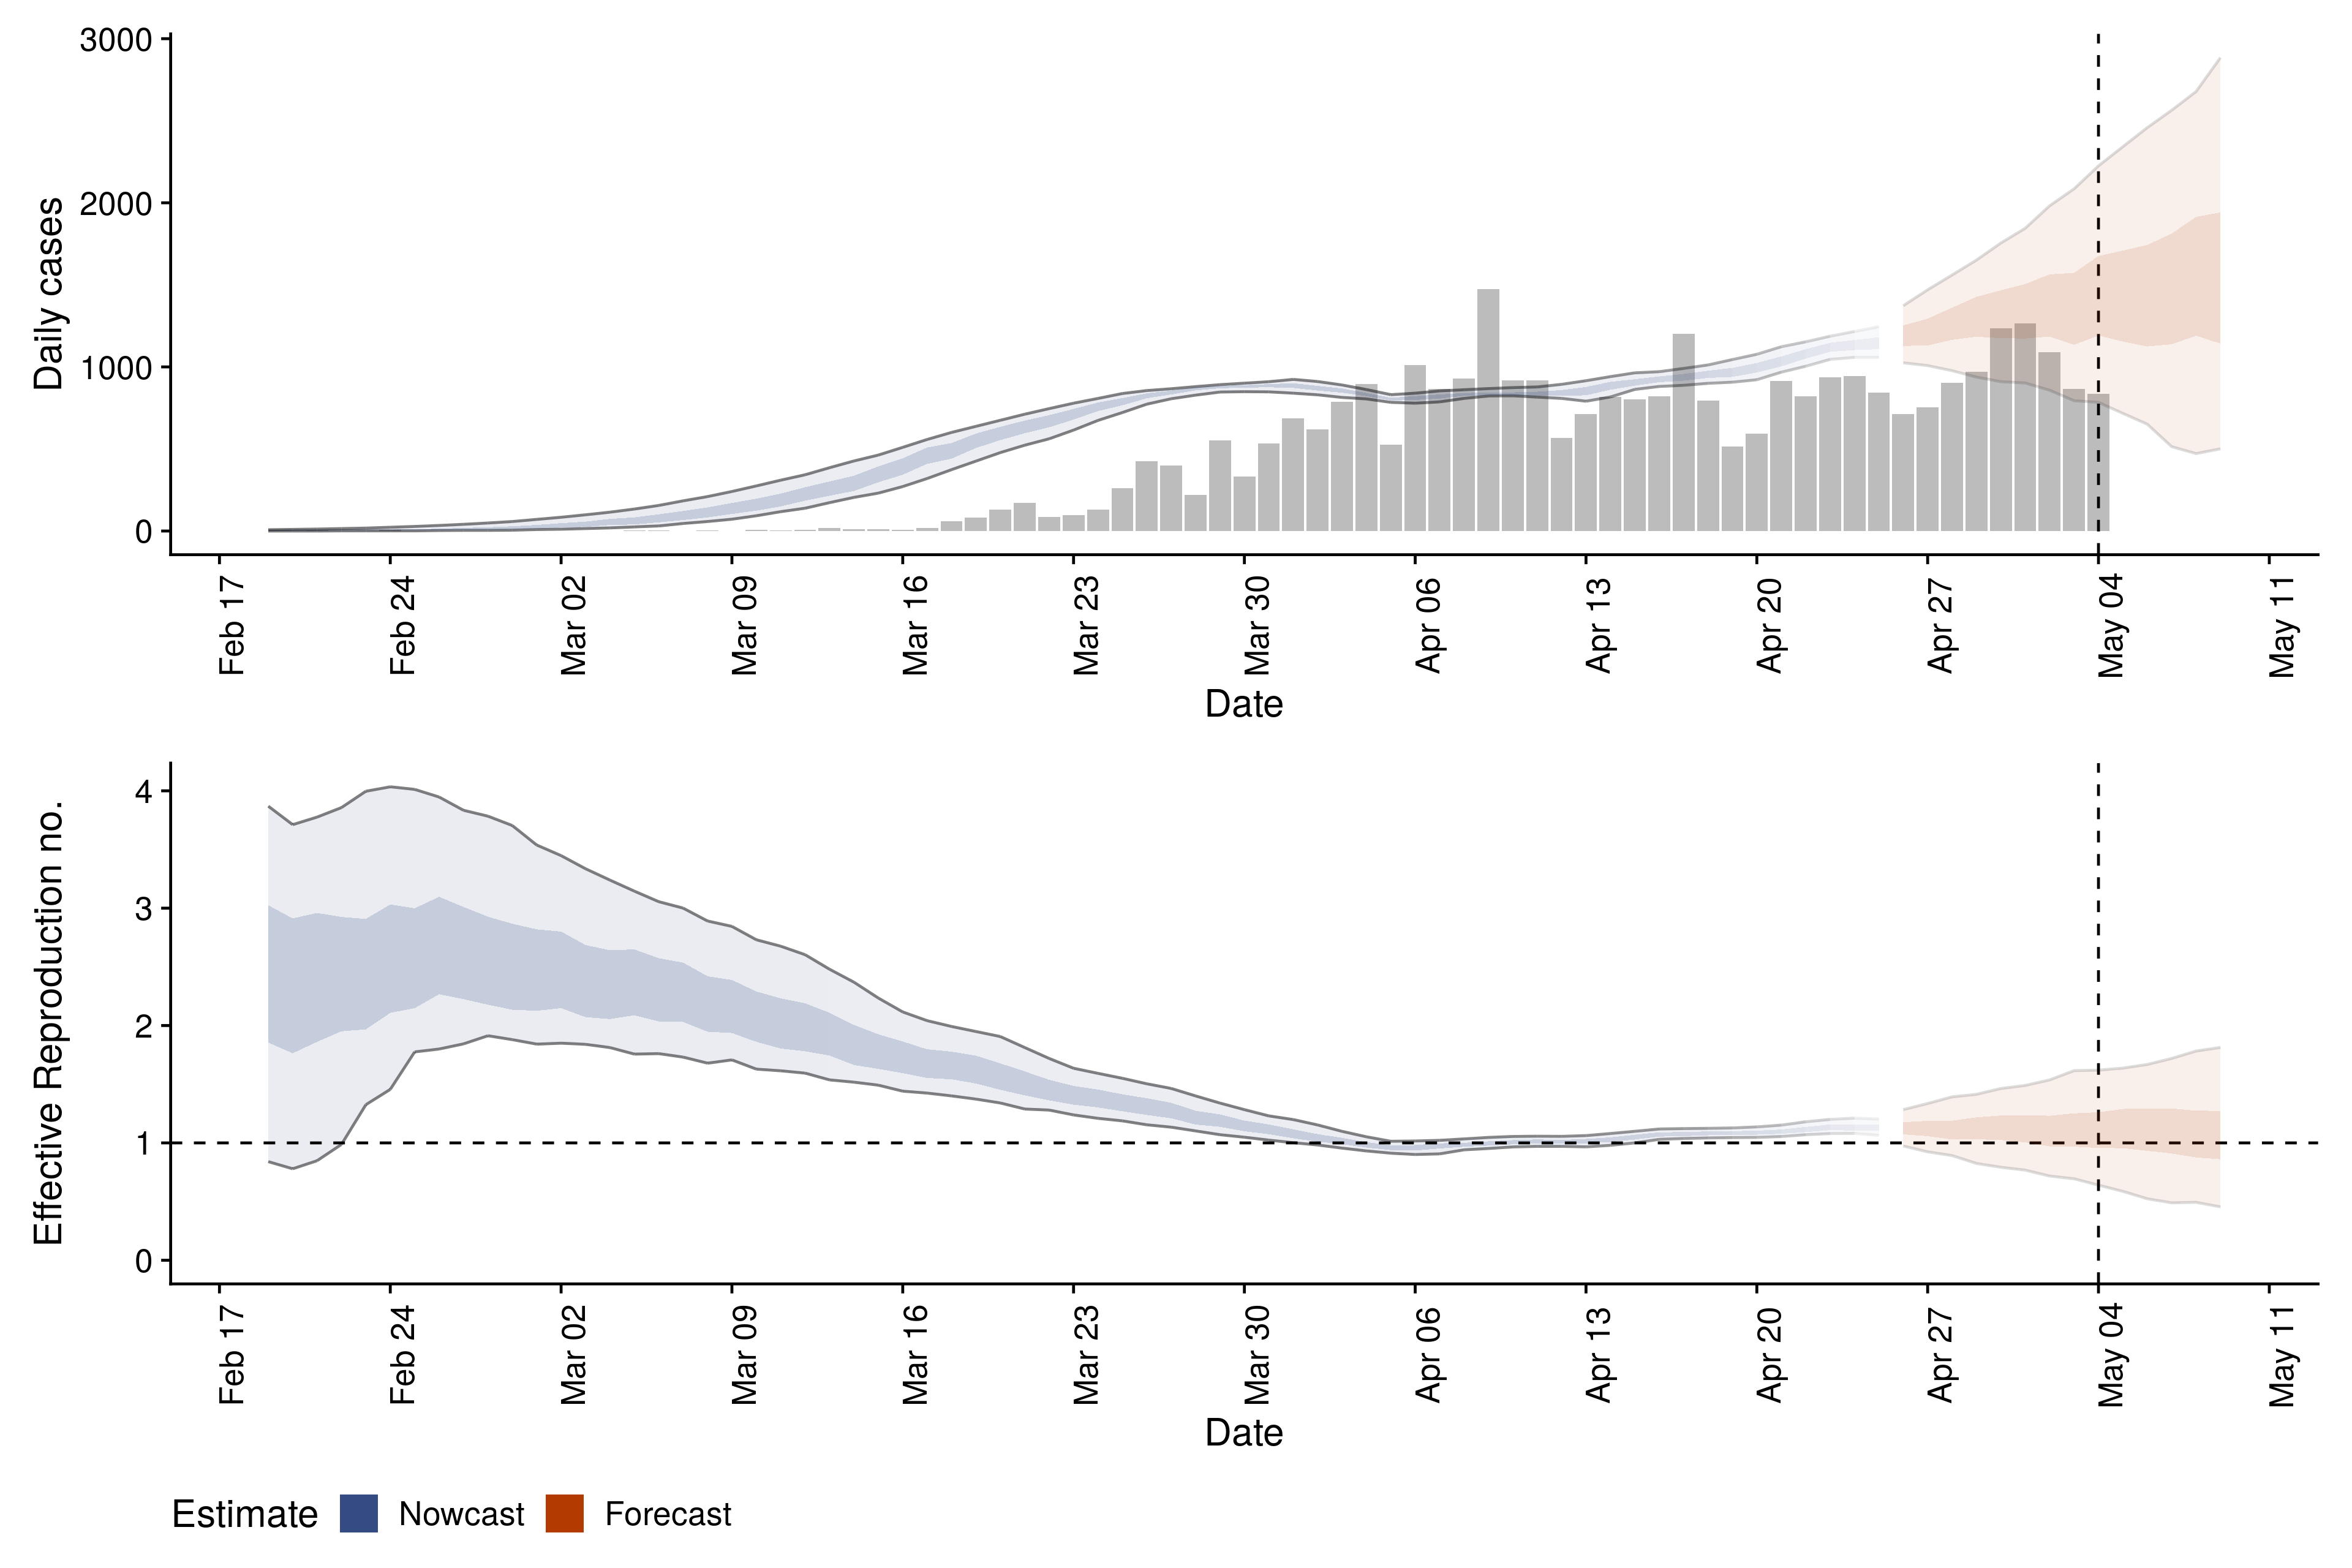 Daily cases
3000
2000
1000
0
Feb 17
Feb 24
Mar 02
Mar 09
Mar 16
Mar 23
Mar 30
Apr 06
Apr 13
Apr 20
Apr 27
May 04
May 11
Date
Effective Reproduction no.
4
3
2
1
0
Feb 17
Feb 24
Mar 02
Mar 09
Mar 16
Mar 23
Mar 30
Apr 06
Apr 13
Apr 20
Apr 27
May 04
May 11
Date
Estimate Nowcast Forecast